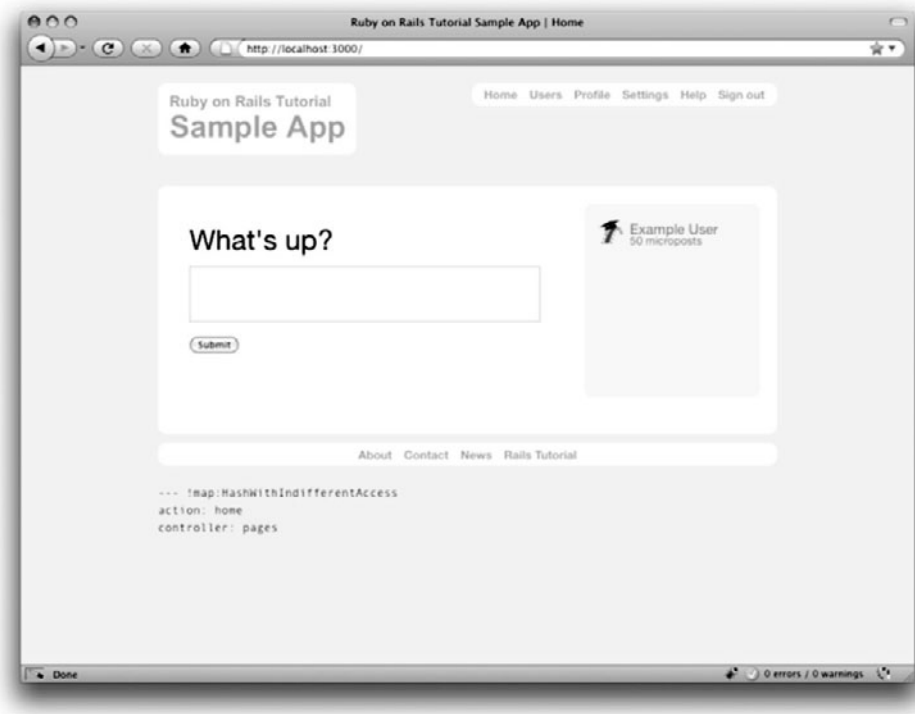 Ruby on Rails Tutorial Sample App | Home
http://localhost:3000/
Ruby on Rails Tutorial
Sample App
Home Users Profile Settings Help Sign out
What's up?
Example User
50 microposts
Submit
About Contact News Rails Tutorial
--- !map:HashWithIndifferentAccess
action: home
controller: pages
Done
0 errors / 0 warnings